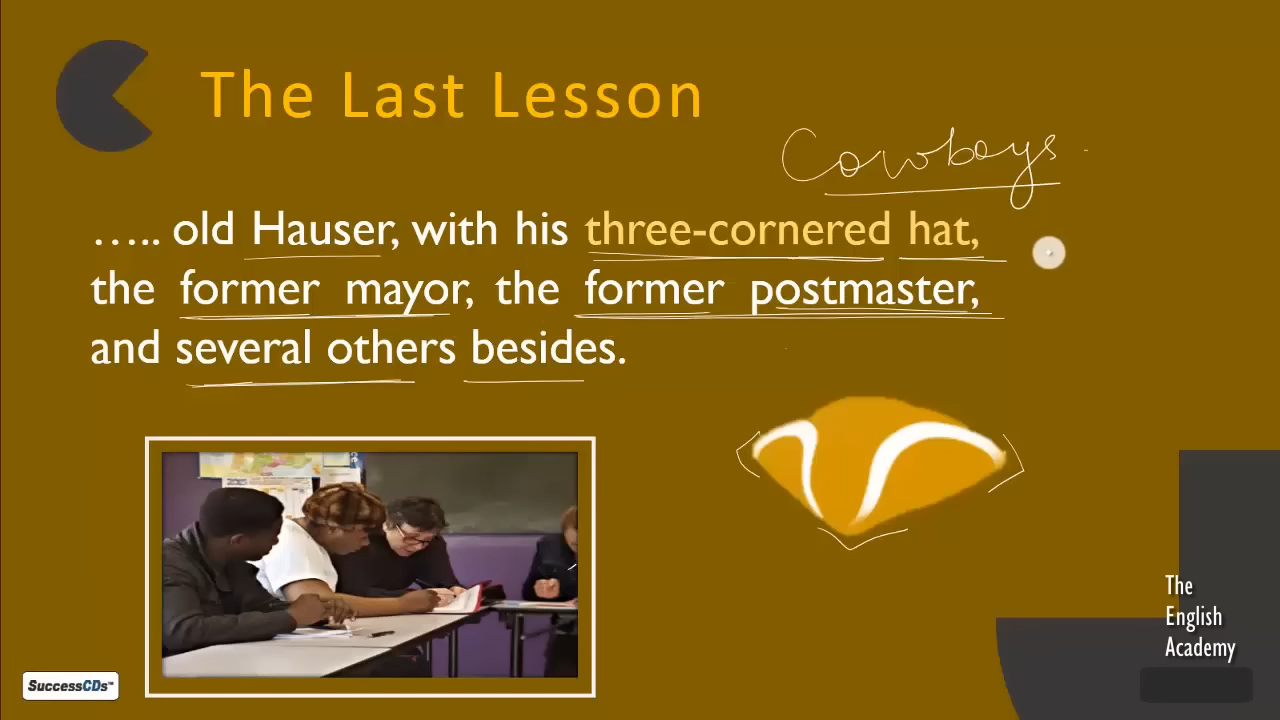 The Last Lesson
Cowboys.
….. old Hauser, with his three-cornered hat,
the former mayor, the former postmaster,
and several others besides.
The
English
Academy
SuccessCDs™